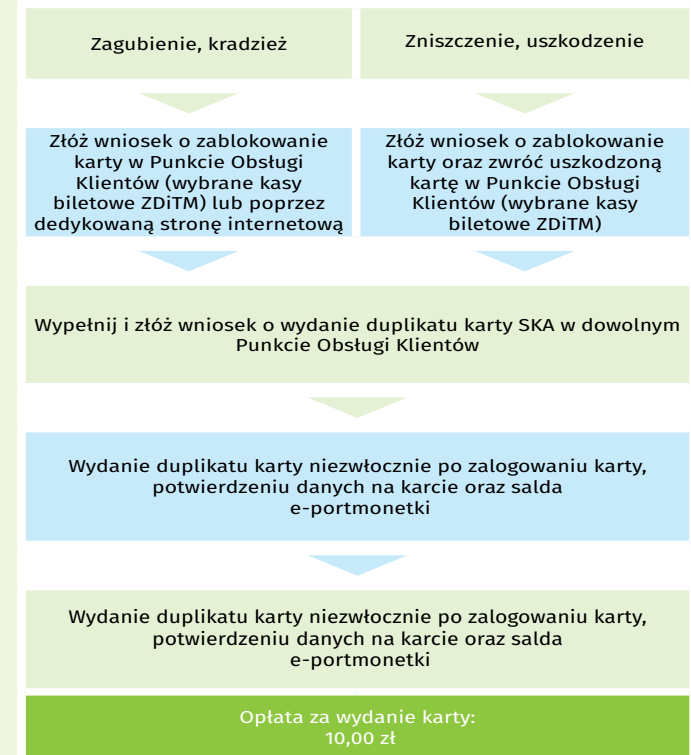 Zagubienie, kradzież
Zniszczenie, uszkodzenie
Złóż wniosek o zablokowanie
karty w Punkcie Obsługi
Klientów (wybrane kasy
biletowe ZDiTM) lub poprzez
dedykowaną stronę internetową
Złóż wniosek o zablokowanie
karty oraz zwróć uszkodzoną
kartę w Punkcie Obsługi
Klientów (wybrane kasy
biletowe ZDiTM)
Wypełnij i złóż wniosek o wydanie duplikatu karty SKA w dowolnym
Punkcie Obsługi Klientów
Wydanie duplikatu karty niezwłocznie po zalogowaniu karty,
potwierdzeniu danych na karcie oraz salda
e-portmonetki
Wydanie duplikatu karty niezwłocznie po zalogowaniu karty,
potwierdzeniu danych na karcie oraz salda
e-portmonetki
Opłata za wydanie karty:
10,00 zł